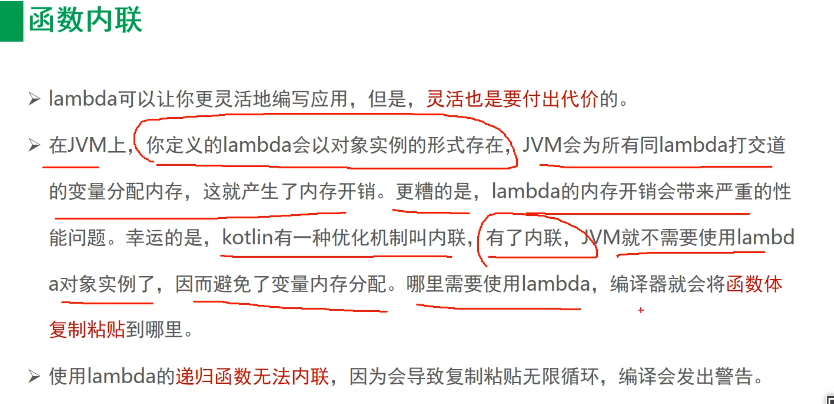 函数内联
➢ lambda可以让你更灵活地编写应用，但是，灵活也是要付出代价的。
➢ 在JVM上，你定义的lambda会以对象实例的形式存在，JVM会为所有同lambda打交道
的变量分配内存，这就产生了内存开销。更糟的是，lambda的内存开销会带来严重的性
能问题。幸运的是，kotlin有一种优化机制叫内联，有了内联，JVM就不需要使用lambd
a对象实例了，因而避免了变量内存分配。哪里需要使用lambda，编译器就会将函数体
复制粘贴到哪里。
➢ 使用lambda的递归函数无法内联，因为会导致复制粘贴无限循环，编译会发出警告。